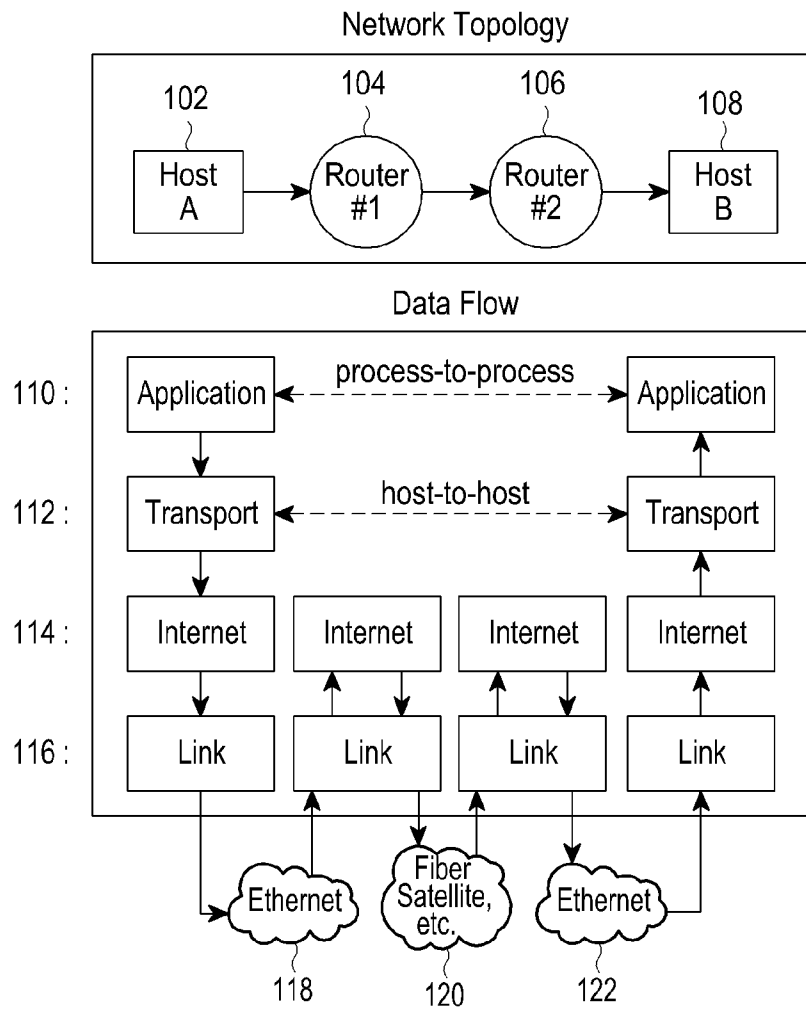 Network Topology
102
104
106
108
Host
A
Router
#1
Router
#2
Host
B
Data Flow
110 :
Application
process-to-process
Application
112 :
Transport
host-to-host
Transport
114 :
Internet
Internet
Internet
Internet
116 :
Link
Link
Link
Link
Ethernet
Fiber
Satellite,
etc.
Ethernet
118
120
122